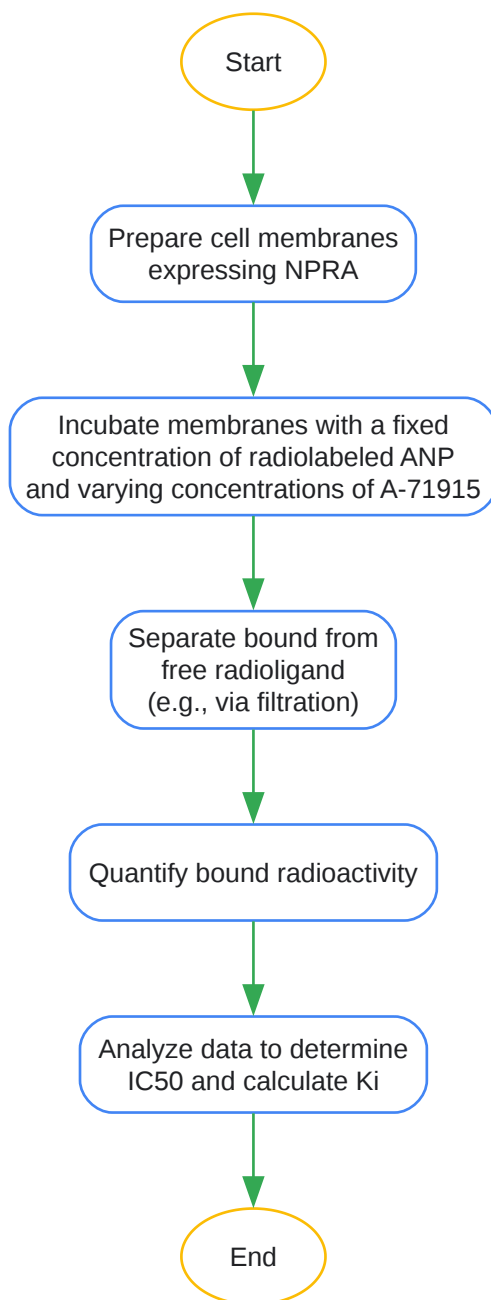 Start
Prepare cell membranes
expressing NPRA
Incubate membranes with a fixed
concentration of radiolabeled ANP
and varying concentrations of A-71915
Separate bound from
free radioligand
(e.g., via filtration)
Quantify bound radioactivity
Analyze data to determine
IC50 and calculate Ki
End